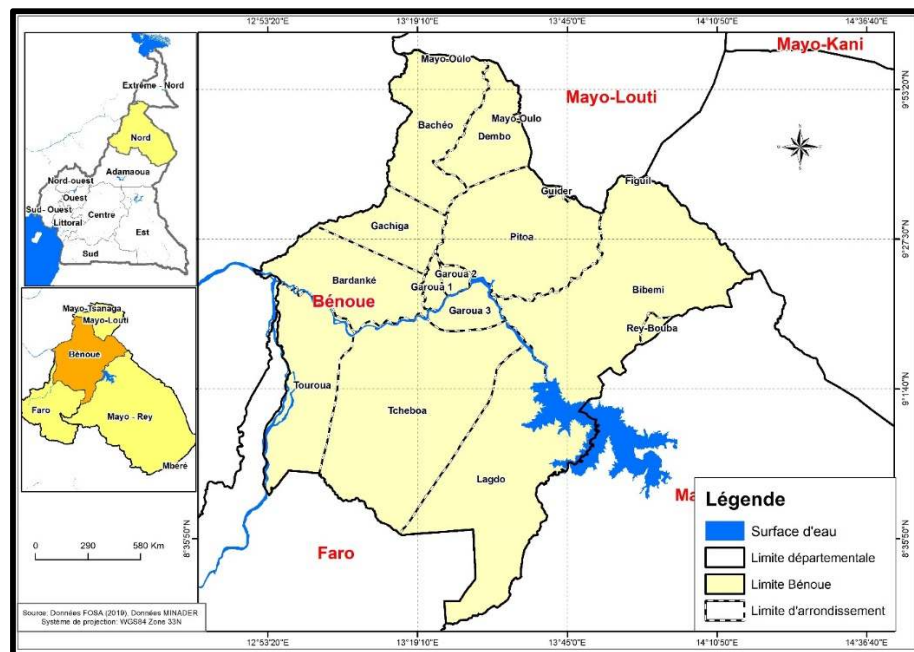 12°53'20"E
13°19'10"E
13°45'0"E
14°10'50"E
14°36'40"E
Extrême - Nord
Nord
Adamaoua
Nord-ouest
Ouest
Sud-Ouest
Centre
Littoral
Est
Sud
Mayo-Tsanaga
Mayo-Louti
Bénoué
Faro
Mayo - Rey
Mbéré
0 290 580 Km
Source: Données FOSA (2019), Données MINADER
Système de projection: WGS84 Zone 33N
Mayo-Kani
Mayo-Oulo
Mayo-Louti
9°53'20"N
Bachéo
Mayo-Oulo
Dembo
Guider
Figuil
Gachiga
Pitoa
9°27'30"N
Garoua 2
Bardanké
Garoua 1
Bibemi
Bénoue
Garoua 3
Rey-Bouba
Touroua
9°1'40"N
Tcheboa
Lagdo
Ma
Faro
8°35'50"N
Légende
Surface d'eau
Limite départementale
Limite Bénoue
Limite d'arrondissement
12°53'20"E
13°19'10"E
13°45'0"E
14°10'50"E
14°36'40"E